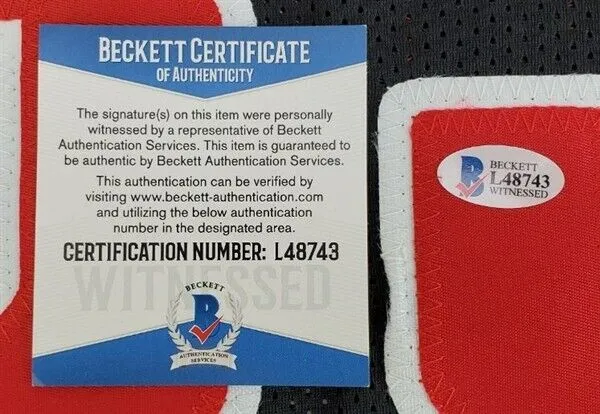 BECKETT CERTIFICATE
OF AUTHENTICITY
The signature(s) on this item were personally
witnessed by a representative of Beckett
Authentication Services. This item is guaranteed to
be authentic by Beckett Authentication Services.
This authentication can be verified by
visiting www.beckett-authentication.com
and utilizing the below authentication
number in the designated area.
CERTIFICATION NUMBER: L48743
WITNESSED
BECKETT
B
AUTHENTICATION
SERVICES
B
BECKETT
L48743
WITNESSED